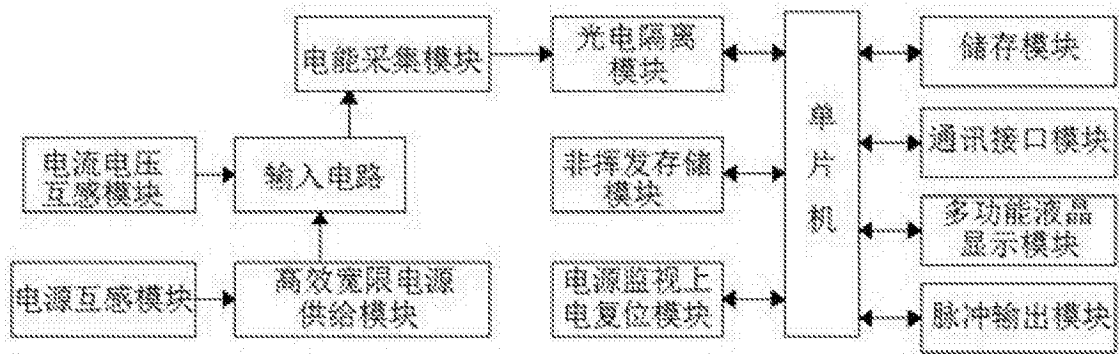 电能采集模块
光电隔离
模块
储存模块
电流电压
互感模块
输入电路
非挥发存储
模块
单
片
机
通讯接口模块
多功能液晶
显示模块
电源互感模块
高效宽限电源
供给模块
电源监视上
电复位模块
脉冲输出模块